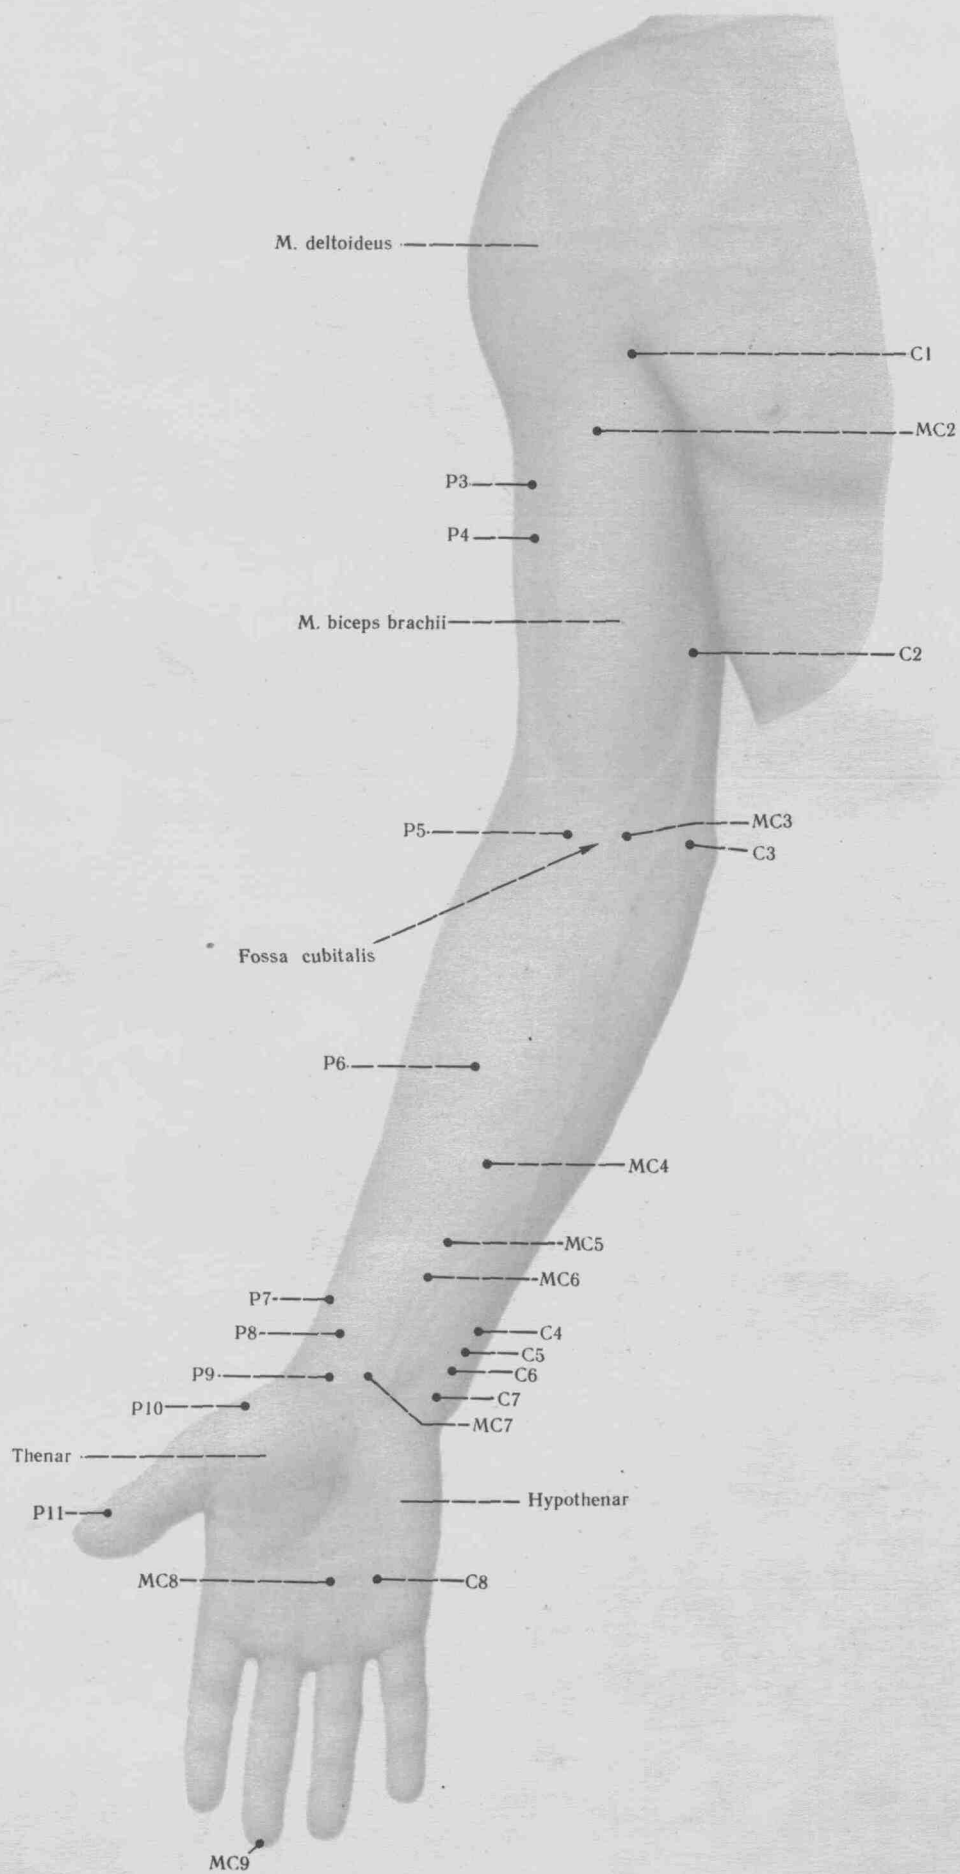 M. deltoideus
C1
MC2
P3
P4
M. biceps brachii
C2
P5
MC3
C3
Fossa cubitalis
P6
MC4
MC5
MC6
P7
P8
C4
C5
P9
C6
C7
P10
MC7
Thenar
Hypothenar
P11
MC8
C8
MC9